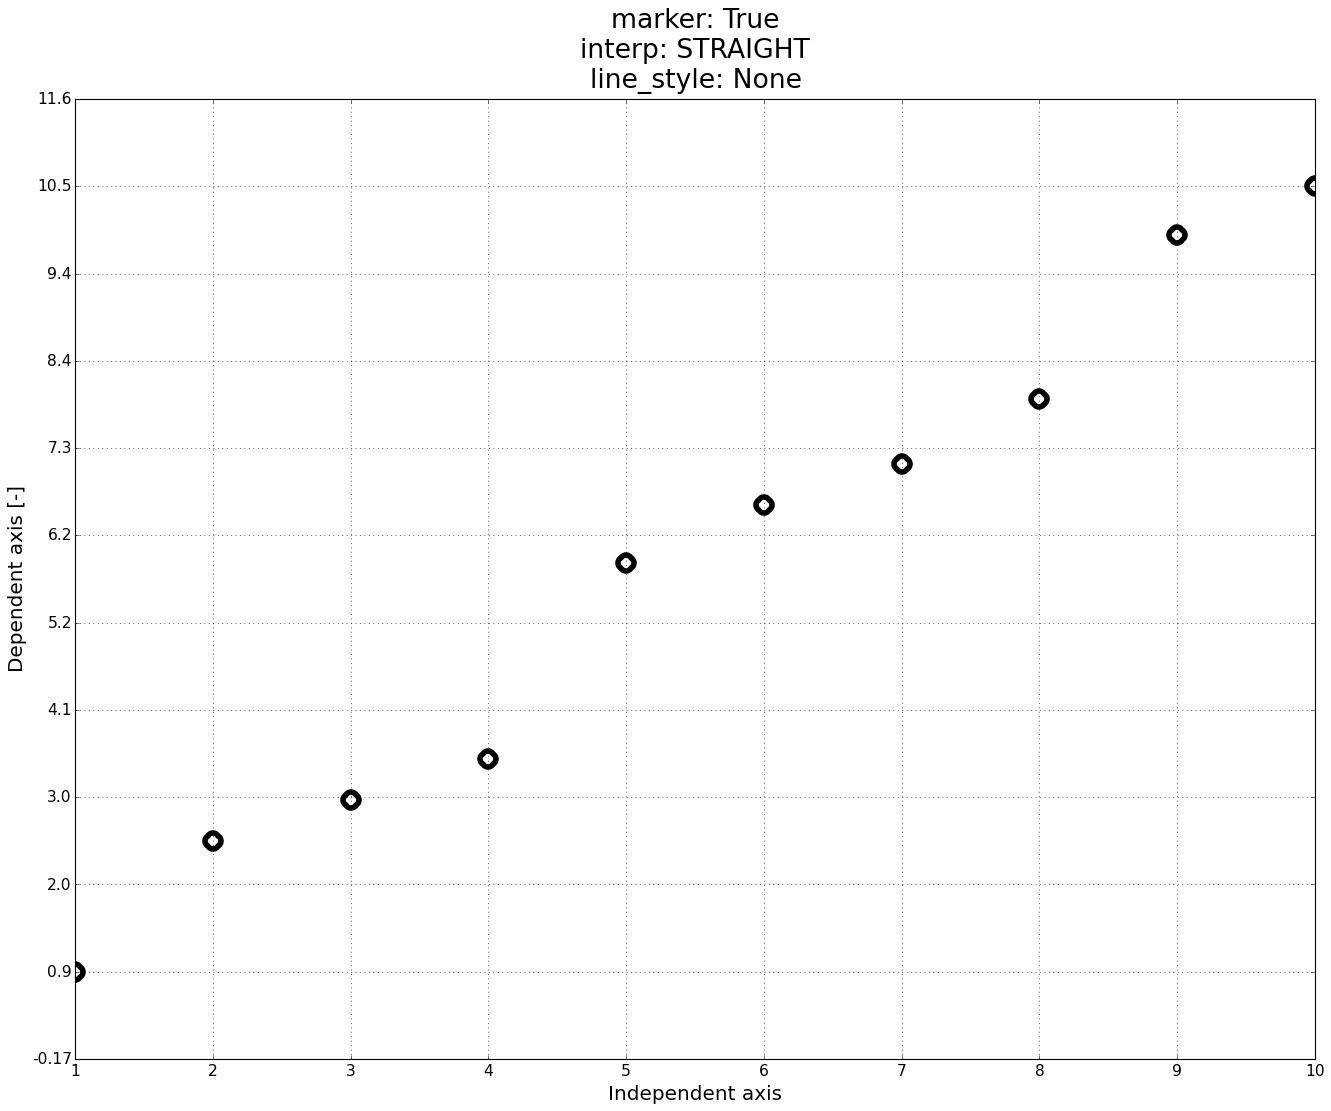 marker: True
interp: STRAIGHT
line_style: None
11.6
10.5
9.4
8.4
7.3
6.2
5.2
4.1
3.0
2.0
0.9
-0.17
Dependent axis [-]
1 2 3 4 5 6 7 8 9 10
Independent axis